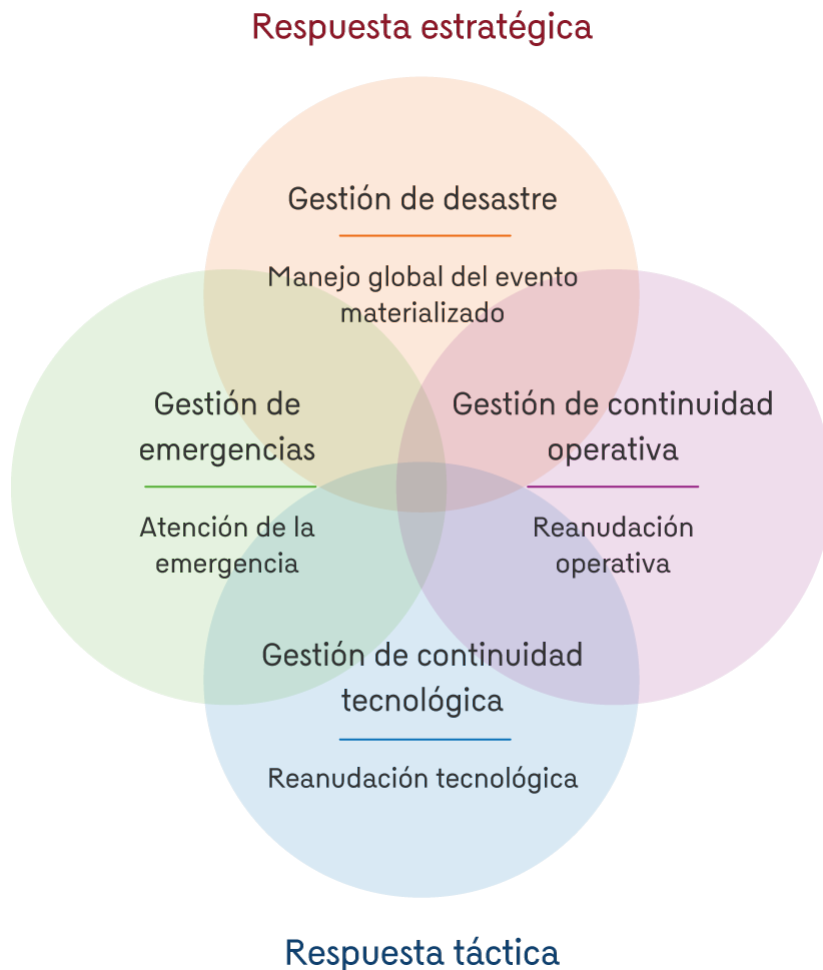 Respuesta estratégica
Gestión de desastre
Manejo global del evento
materializado
Gestión de
emergencias
Atención de la
emergencia
Gestión de continuidad
operativa
Reanudación
operativa
Gestión de continuidad
tecnológica
Reanudación tecnológica
Respuesta táctica